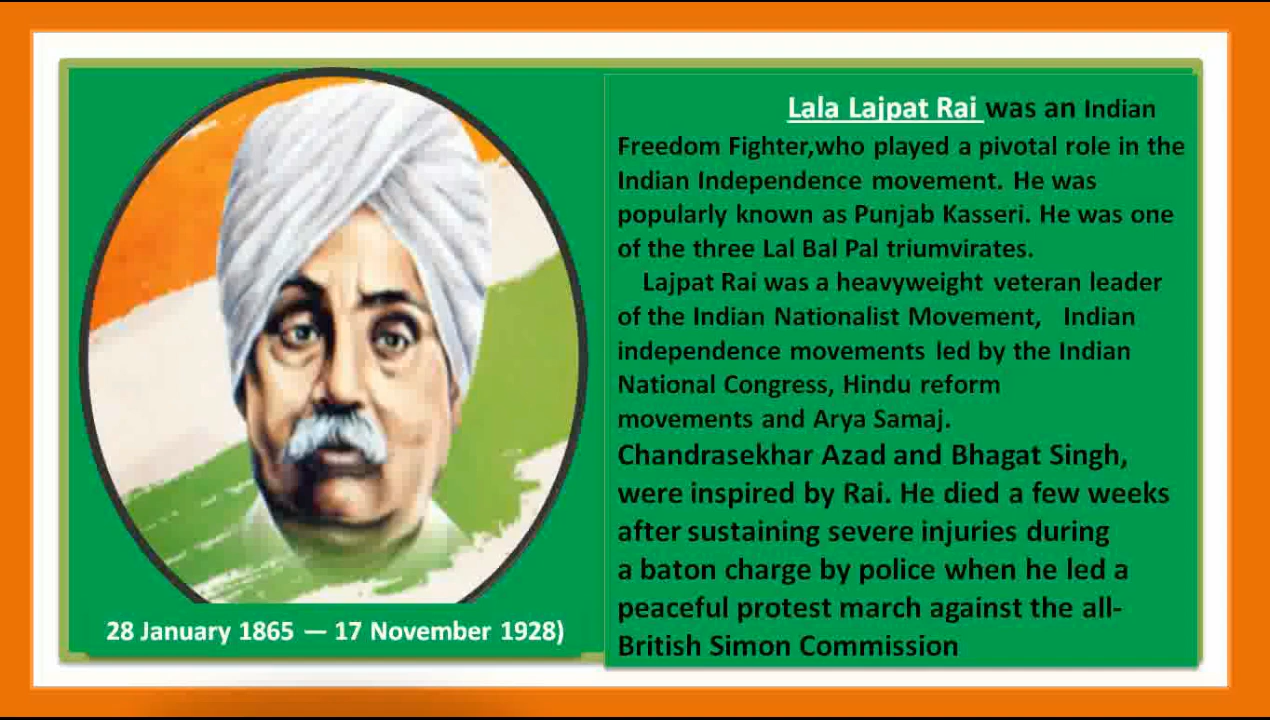 Lala Lajpat Rai was an Indian
Freedom Fighter,who played a pivotal role in the
Indian Independence movement. He was
popularly known as Punjab Kasseri. He was one
of the three Lal Bal Pal triumvirates.
Lajpat Rai was a heavyweight veteran leader
of the Indian Nationalist Movement, Indian
independence movements led by the Indian
National Congress, Hindu reform
movements and Arya Samaj.
Chandrasekhar Azad and Bhagat Singh,
were inspired by Rai. He died a few weeks
after sustaining severe injuries during
a baton charge by police when he led a
peaceful protest march against the all-
British Simon Commission
28 January 1865 — 17 November 1928)